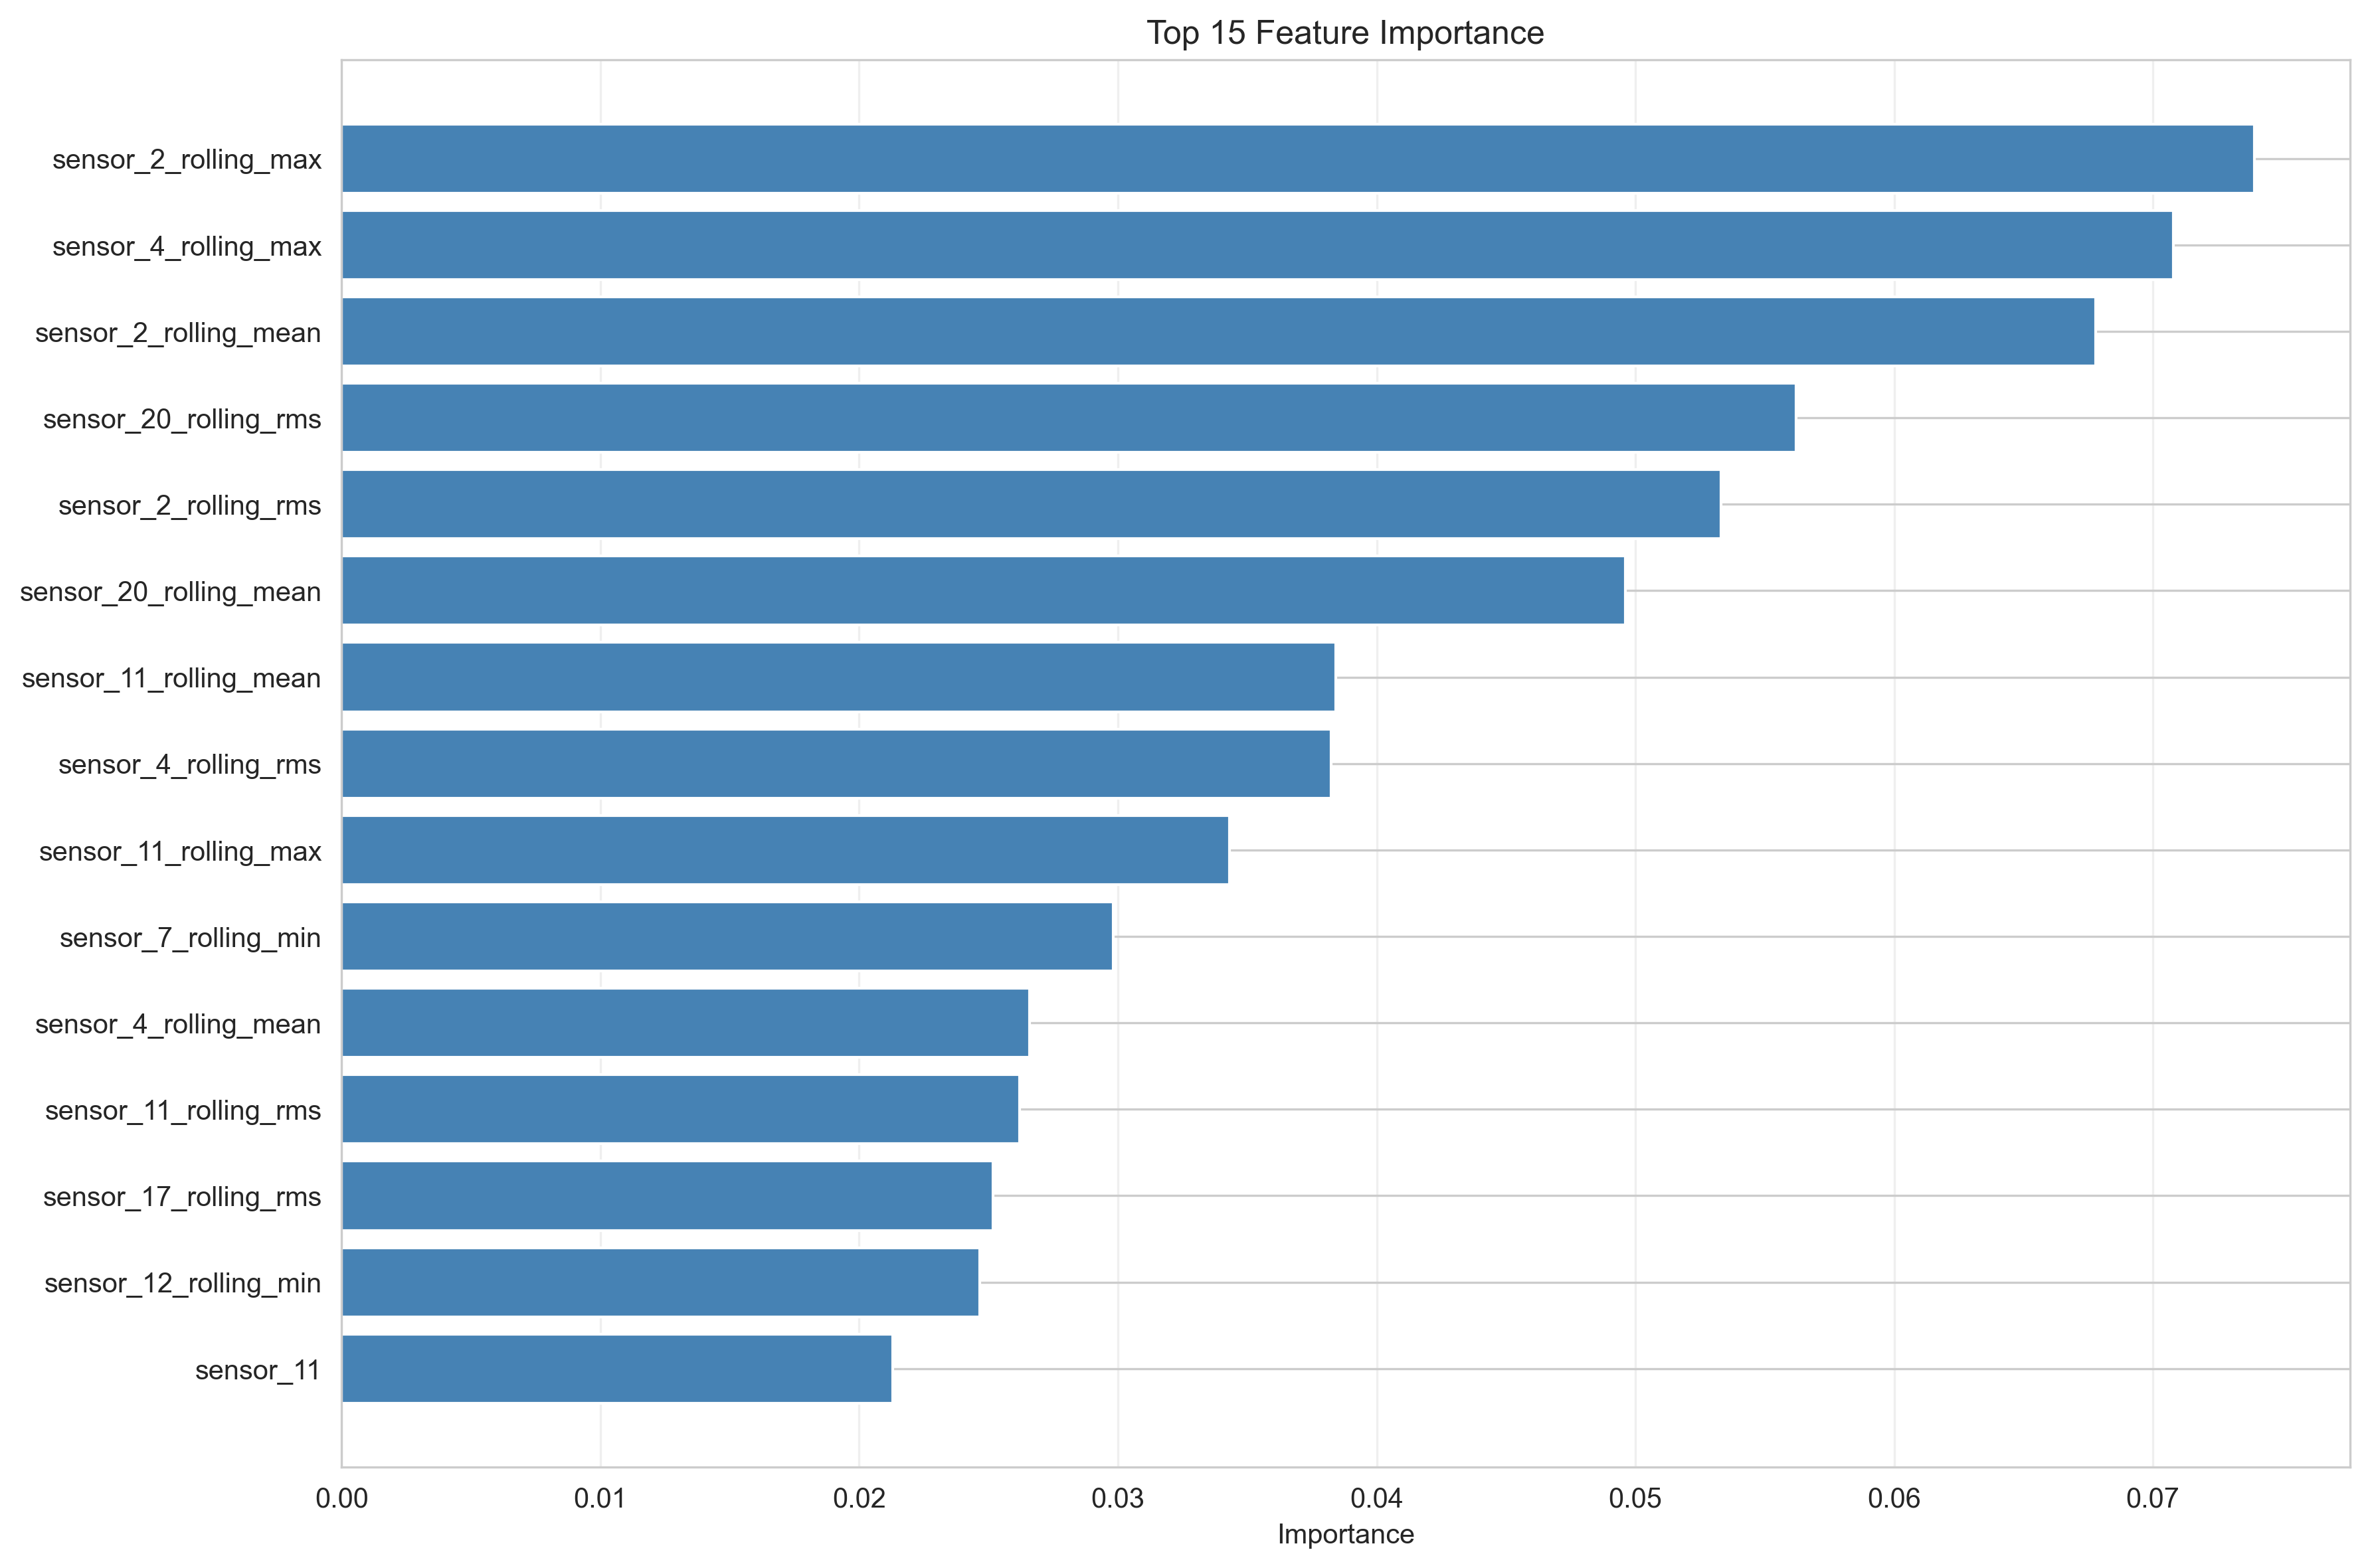 Top 15 Feature Importance
sensor_2_rolling_max
sensor_4_rolling_max
sensor_2_rolling_mean
sensor_20_rolling_rms
sensor_2_rolling_rms
sensor_20_rolling_mean
sensor_11_rolling_mean
sensor_4_rolling_rms
sensor_11_rolling_max
sensor_7_rolling_min
sensor_4_rolling_mean
sensor_11_rolling_rms
sensor_17_rolling_rms
sensor_12_rolling_min
sensor_11
0.00 0.01 0.02 0.03 0.04 0.05 0.06 0.07
Importance